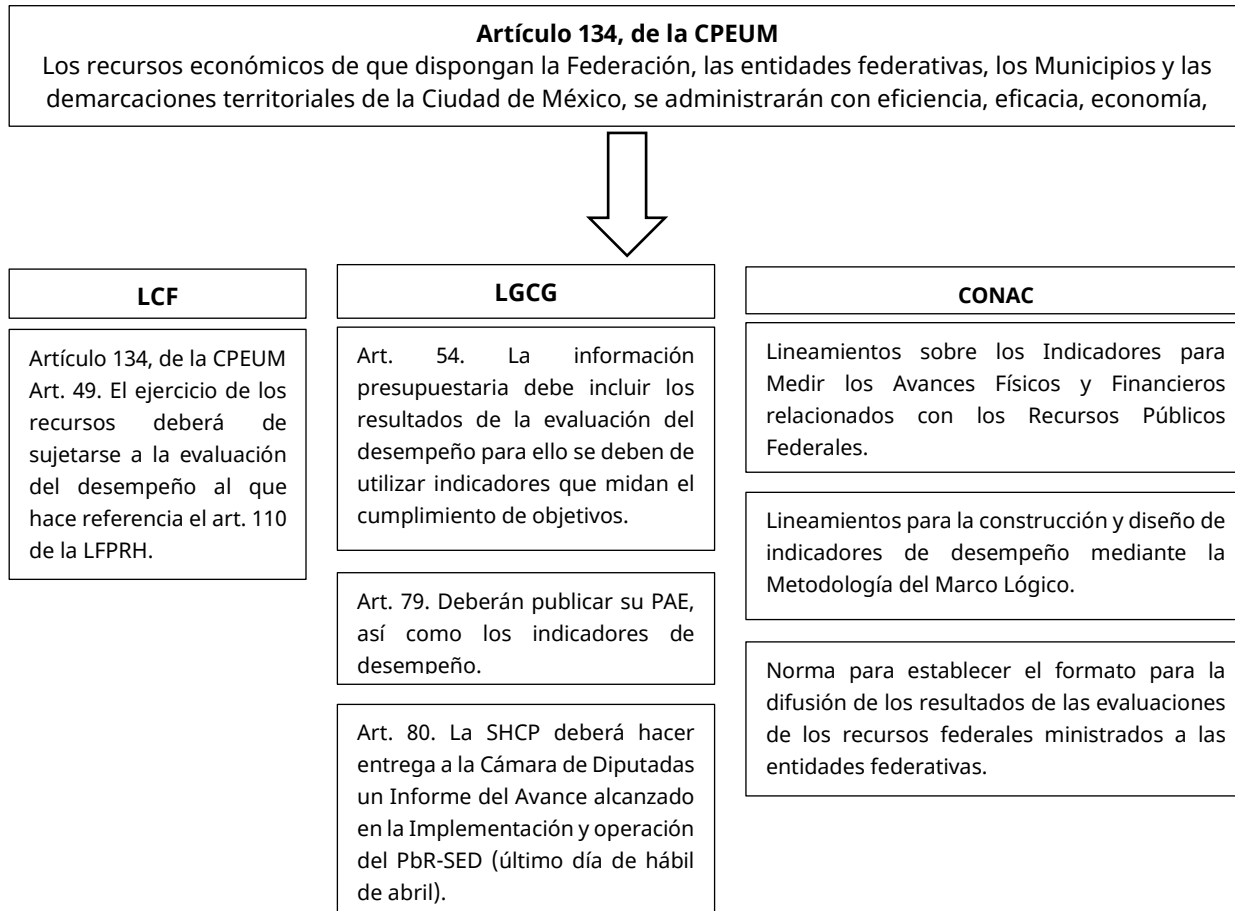 Artículo 134, de la CPEUM
Los recursos económicos de que dispongan la Federación, las entidades federativas, los Municipios y las
demarcaciones territoriales de la Ciudad de México, se administrarán con eficiencia, eficacia, economía,
LCF
Artículo 134, de la CPEUM
Art. 49. El ejercicio de los
recursos deberá de
sujetarse a la evaluación
del desempeño al que
hace referencia el art. 110
de la LFPRH.
LGCG
Art. 54. La información
presupuestaria debe incluir los
resultados de la evaluación del
desempeño para ello se deben de
utilizar indicadores que midan el
cumplimiento de objetivos.
Art. 79. Deberán publicar su PAE,
así como los indicadores de
desempeño.
Art. 80. La SHCP deberá hacer
entrega a la Cámara de Diputadas
un Informe del Avance alcanzado
en la Implementación y operación
del PbR-SED (último día de hábil
de abril).
CONAC
Lineamientos sobre los Indicadores para
Medir los Avances Físicos y Financieros
relacionados con los Recursos Públicos
Federales.
Lineamientos para la construcción y diseño de
indicadores de desempeño mediante la
Metodología del Marco Lógico.
Norma para establecer el formato para la
difusión de los resultados de las evaluaciones
de los recursos federales ministrados a las
entidades federativas.